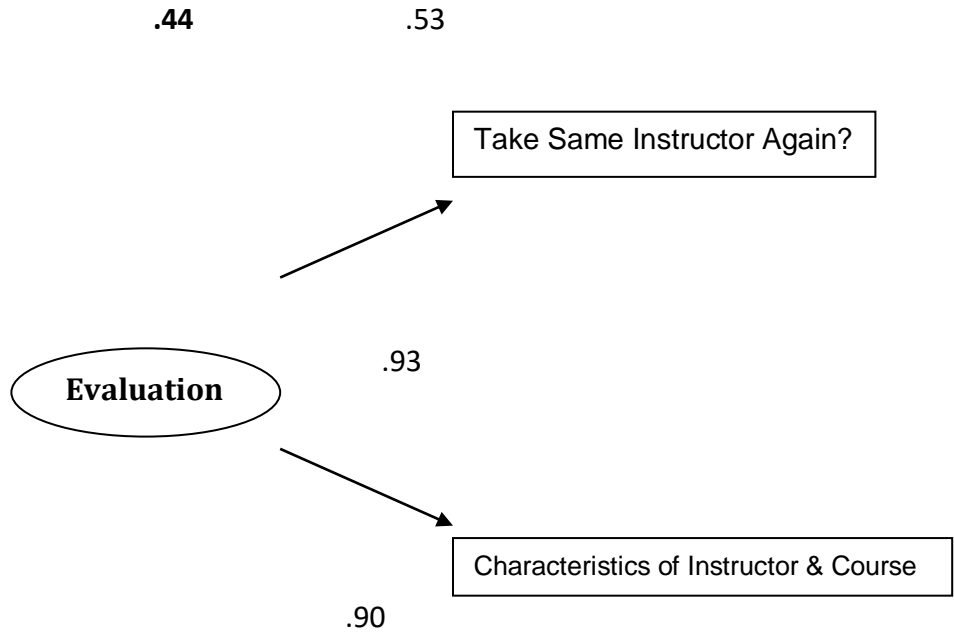 .44 .53
Take Same Instructor Again?
.93
Evaluation
Characteristics of Instructor & Course
.90